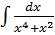 ∫ dx / (x⁴ + x²)